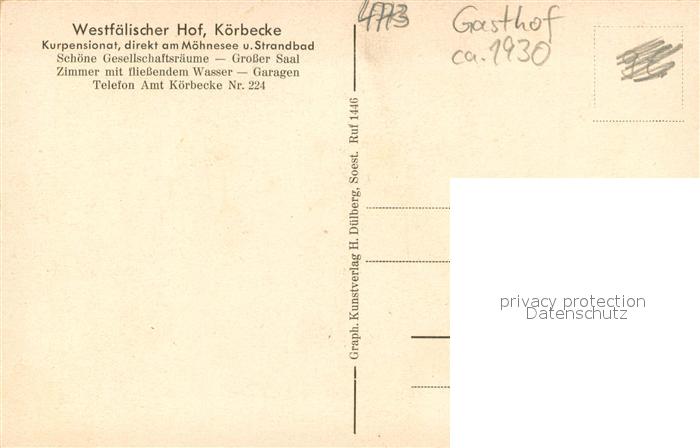 Westfälischer Hof, Körbecke
Kurpensionat, direkt am Möhnesee u. Strandbad
Schöne Gesellschaftsräume — Großer Saal
Zimmer mit fließendem Wasser — Garagen
Telefon Amt Körbecke Nr. 224
Graph. Kunstverlag H. Dülberg, Soest. Ruf 1446
Gasthof
ca. 1930
privacy protection
Datenschutz